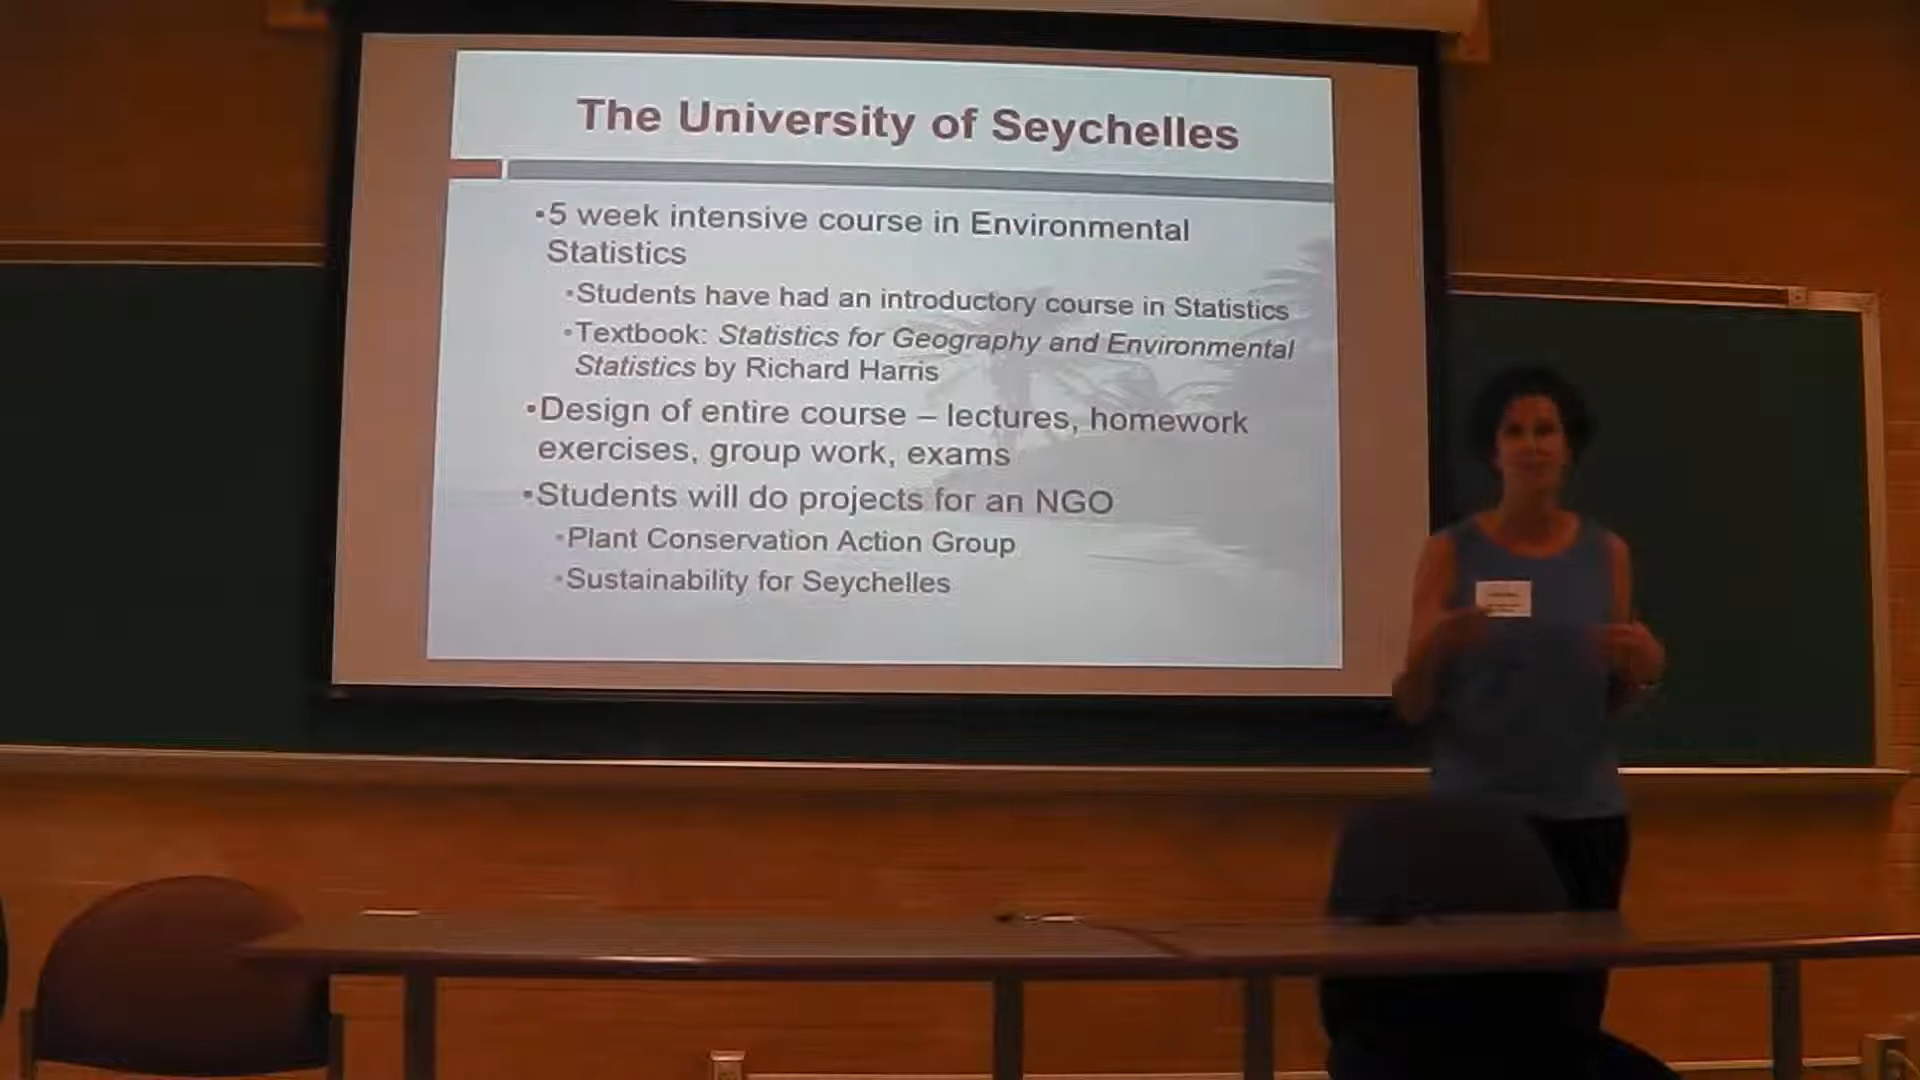 The University of Seychelles
•5 week intensive course in Environmental
Statistics
•Students have had an introductory course in Statistics
•Textbook: Statistics for Geography and Environmental
Statistics by Richard Harris
•Design of entire course – lectures, homework
exercises, group work, exams
•Students will do projects for an NGO
•Plant Conservation Action Group
•Sustainability for Seychelles